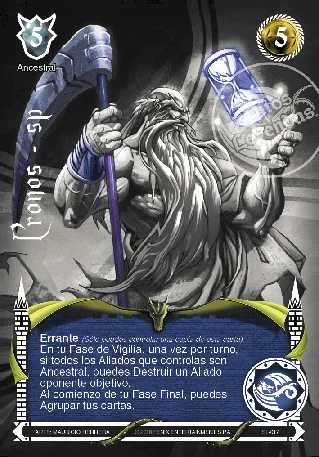 5
5
Ancestral
Cronos - sp
Errante (Sólo puedes controlar una copia de esta carta)
En tu Fase de Vigilia, una vez por turno,
si todos los Aliados que controlas son
Ancestral, puedes Destruir un Aliado
oponente objetivo.
Al comienzo de tu Fase Final, puedes
Agrupar tus cartas.
ENTERTAINMENT SPA